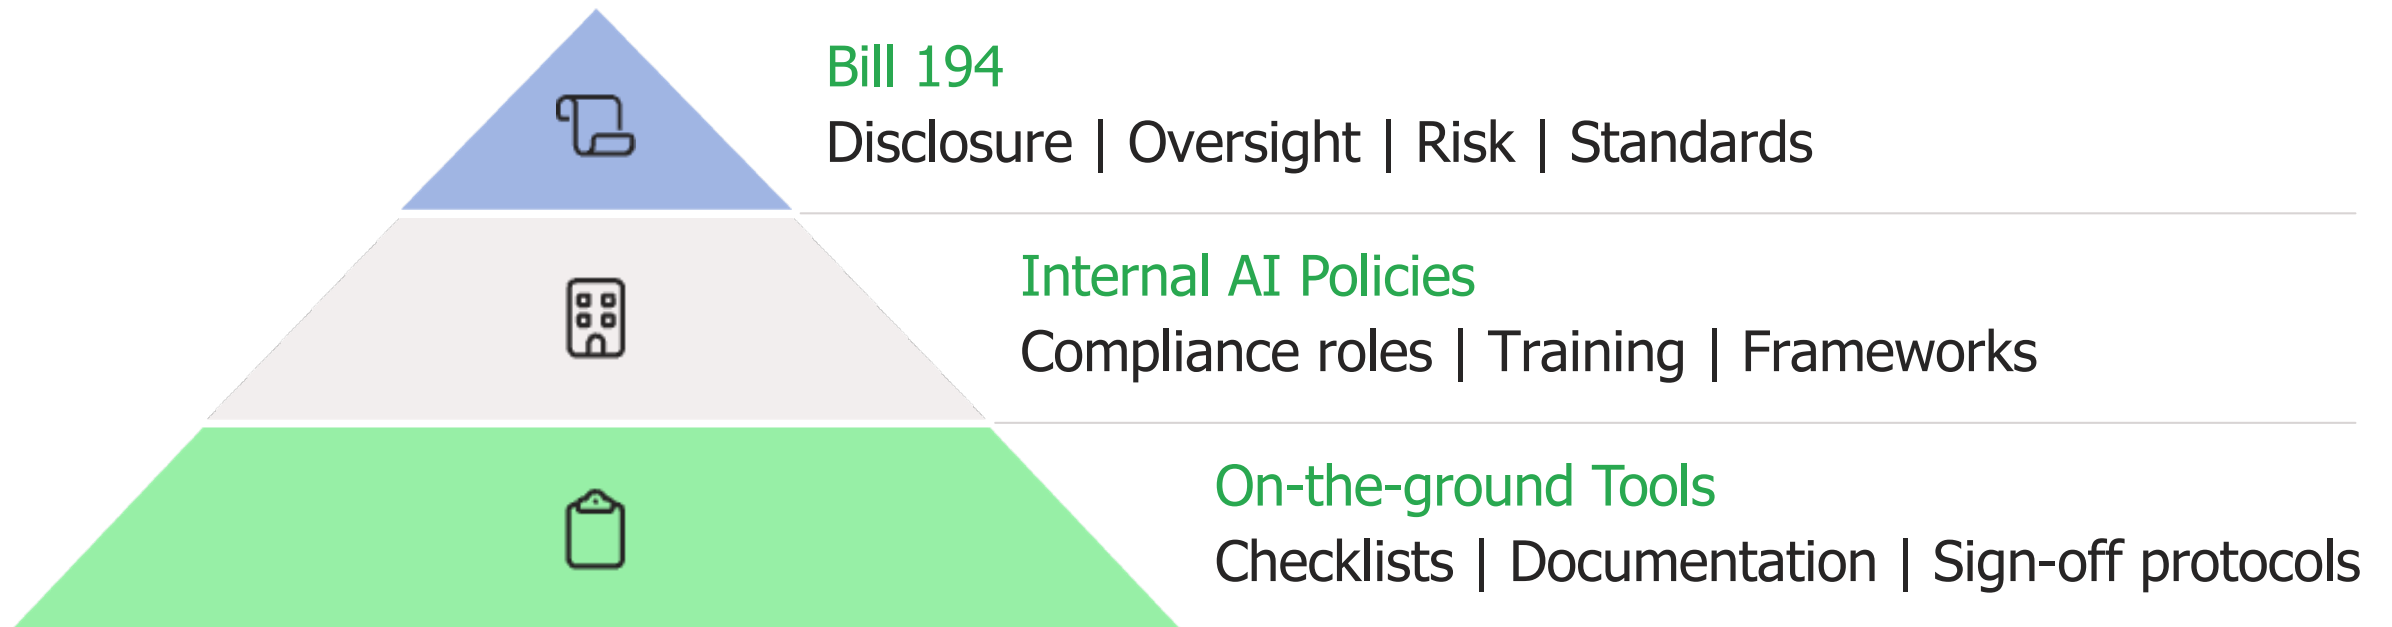 Bill 194
Disclosure | Oversight | Risk | Standards
Internal AI Policies
Compliance roles | Training | Frameworks
On-the-ground Tools
Checklists | Documentation | Sign-off protocols